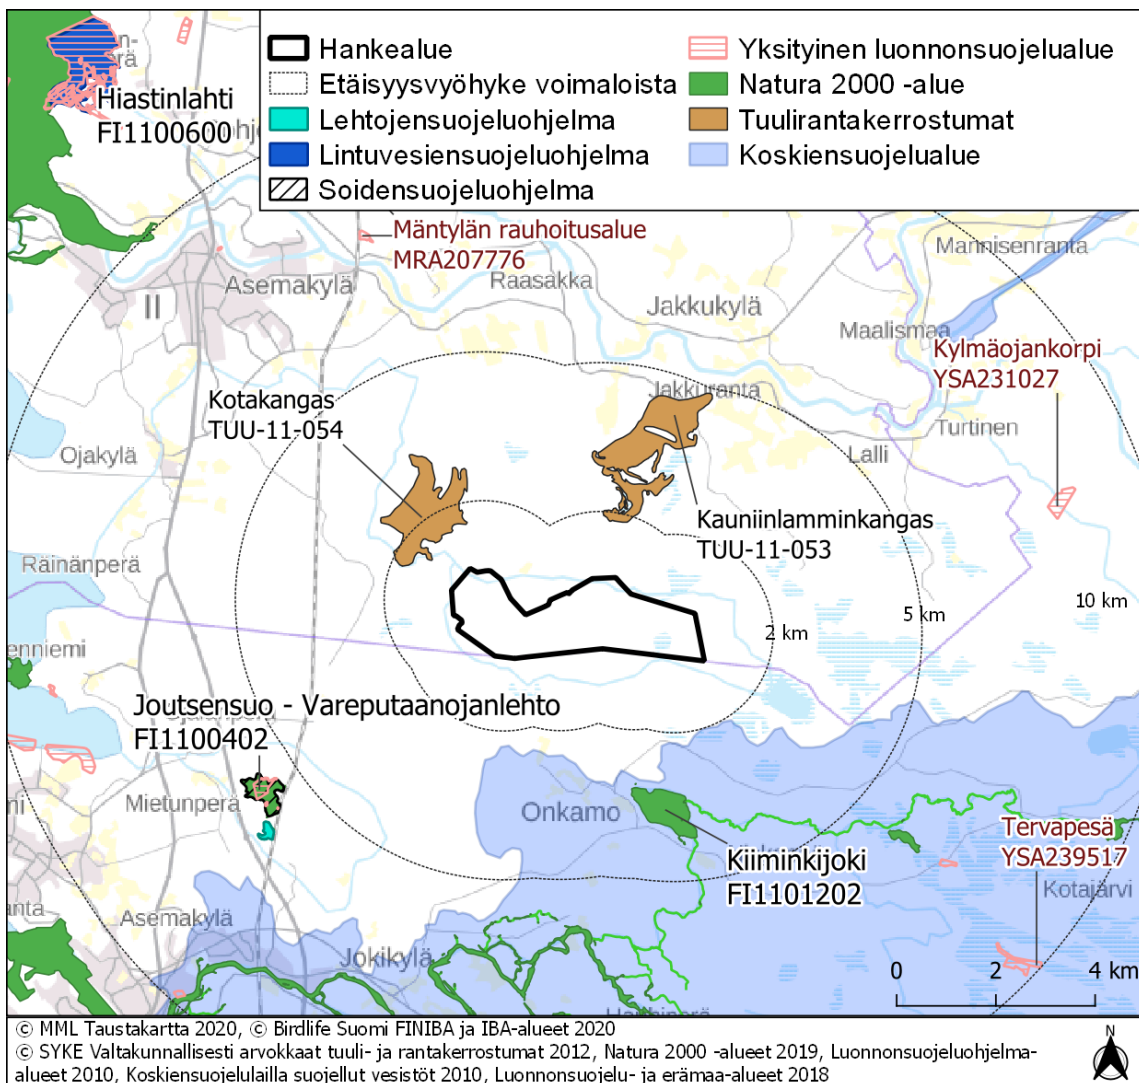 Hankealue
Etäisyysvyöhyke voimaloista
Lehtojensuojeluohjelma
Lintuvesiensuojeluohjelma
Soidensuojeluohjelma
Yksityinen luonnonsuojelualue
Natura 2000 -alue
Tuulirantakerrostumat
Koskiensuojelualue
Hiastinlahti
FI1100600
Mäntylän rauhoitusalue
MRA207776
Mannisenranta
Asemakylä
Raasakka
II
Jakkukylä
Maalismaa
Kylmäojankorpi
YSA231027
Jakkuranta
Kotakangas
TUU-11-054
Turtinen
Ojakylä
Lalli
Kauniinlamminkangas
TUU-11-053
Räinänperä
10 km
5 km
2 km
enniemi
Joutsensuo - Vareputaanojanlehto
FI1100402
Mietunperä
Onkamo
Tervapesä
YSA239517
Kiiminkijoki
FI1101202
Kotajärvi
Asemakylä
Jokikylä
0 2 4 km
© MML Taustakartta 2020, © Birdlife Suomi FINIBA ja IBA-alueet 2020
© SYKE Valtakunnallisesti arvokkaat tuuli- ja rantakerrostumat 2012, Natura 2000 -alueet 2019, Luonnonsuojeluohjelma-
alueet 2010, Koskiensuojelulailla suojellut vesistöt 2010, Luonnonsuojelu- ja erämaa-alueet 2018
N